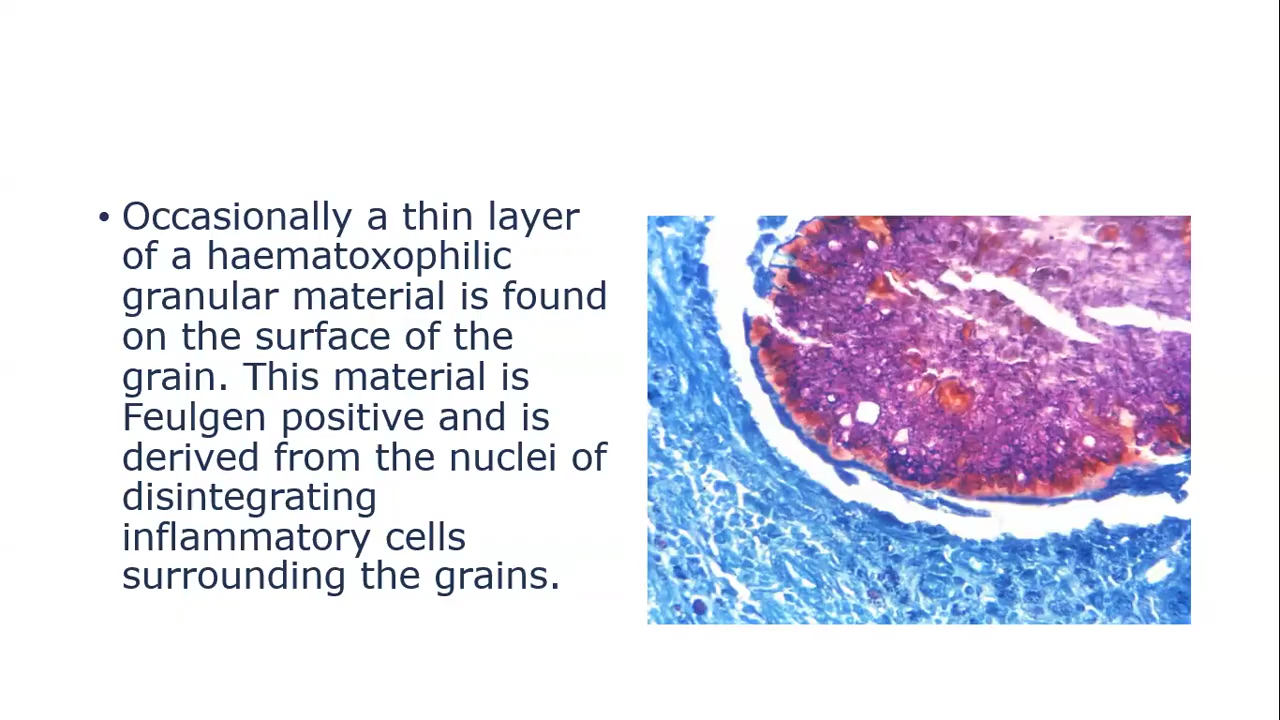 • Occasionally a thin layer
of a haematoxophilic
granular material is found
on the surface of the
grain. This material is
Feulgen positive and is
derived from the nuclei of
disintegrating
inflammatory cells
surrounding the grains.